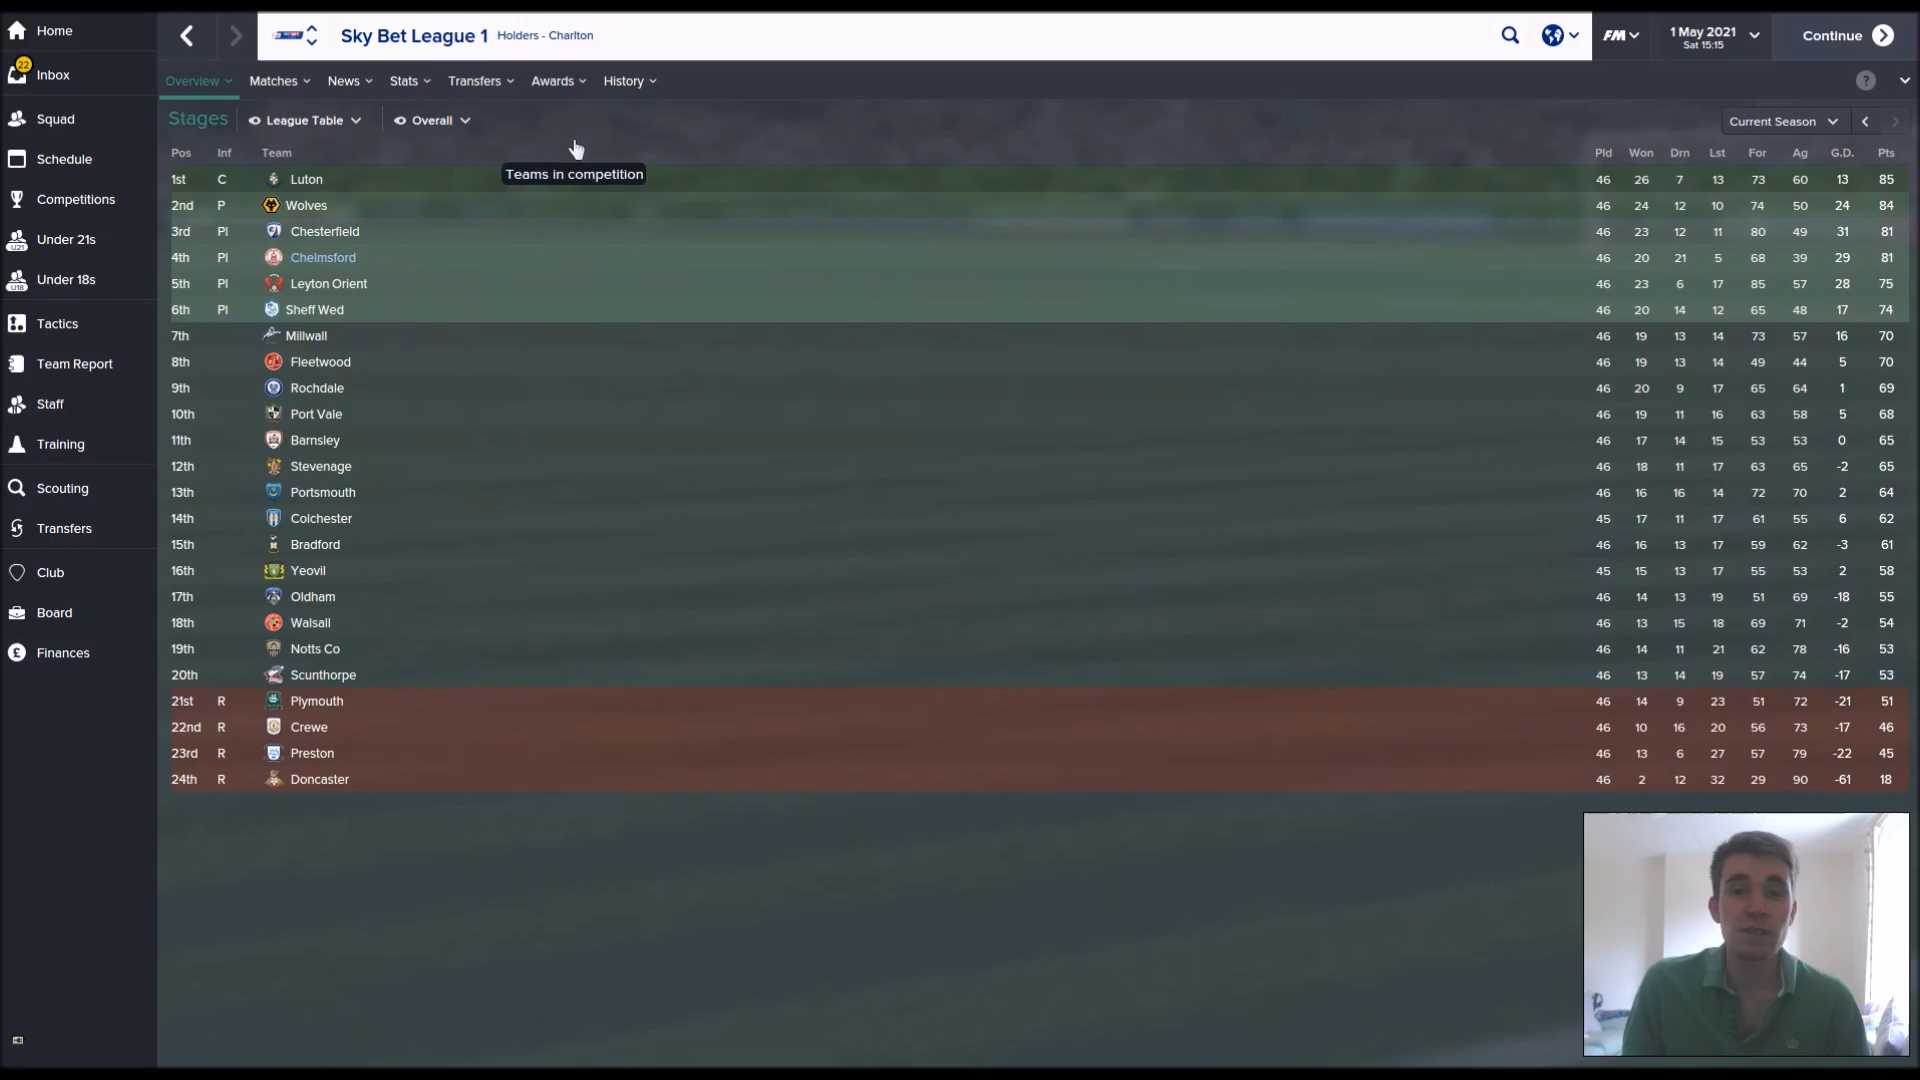 Home
22
Inbox
Squad
Schedule
Competitions
U21
Under 21s
U18
Under 18s
Tactics
Team Report
Staff
Training
Scouting
Transfers
Club
Board
£ Finances
Sky Bet League 1 Holders - Charlton
FM
1 May 2021
Sat 15:15
Continue
Overview Matches News Stats Transfers Awards History ?
Stages League Table Overall Current Season
Pos Inf Team Pld Won Drn Lst For Ag G.D. Pts
Teams in competition
1st C Luton 46 26 7 13 73 60 13 85
2nd P Wolves 46 24 12 10 74 50 24 84
3rd Pl Chesterfield 46 23 12 11 80 49 31 81
4th Pl Chelmsford 46 20 21 5 68 39 29 81
5th Pl Leyton Orient 46 23 6 17 85 57 28 75
6th Pl Sheff Wed 46 20 14 12 65 48 17 74
7th Millwall 46 19 13 14 73 57 16 70
8th Fleetwood 46 19 13 14 49 44 5 70
9th Rochdale 46 20 9 17 65 64 1 69
10th Port Vale 46 19 11 16 63 58 5 68
11th Barnsley 46 17 14 15 53 53 0 65
12th Stevenage 46 18 11 17 63 65 -2 65
13th Portsmouth 46 16 16 14 72 70 2 64
14th Colchester 45 17 11 17 61 55 6 62
15th Bradford 46 16 13 17 59 62 -3 61
16th Yeovil 45 15 13 17 55 53 2 58
17th Oldham 46 14 13 19 51 69 -18 55
18th Walsall 46 13 15 18 69 71 -2 54
19th Notts Co 46 14 11 21 62 78 -16 53
20th Scunthorpe 46 13 14 19 57 74 -17 53
21st R Plymouth 46 14 9 23 51 72 -21 51
22nd R Crewe 46 10 16 20 56 73 -17 46
23rd R Preston 46 13 6 27 57 79 -22 45
24th R Doncaster 46 2 12 32 29 90 -61 18